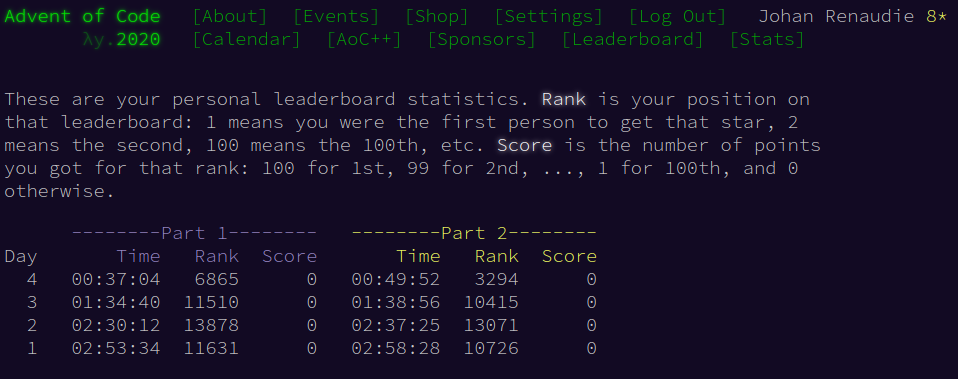 Advent of Code [About] [Events] [Shop] [Settings] [Log Out] Johan Renaudie 8*
λy.2020 [Calendar] [AoC++] [Sponsors] [Leaderboard] [Stats]
These are your personal leaderboard statistics. Rank is your position on
that leaderboard: 1 means you were the first person to get that star, 2
means the second, 100 means the 100th, etc. Score is the number of points
you got for that rank: 100 for 1st, 99 for 2nd, ..., 1 for 100th, and 0
otherwise.
--------Part 1-------- --------Part 2--------
Day Time Rank Score Time Rank Score
4 00:37:04 6865 0 00:49:52 3294 0
3 01:34:40 11510 0 01:38:56 10415 0
2 02:30:12 13878 0 02:37:25 13071 0
1 02:53:34 11631 0 02:58:28 10726 0